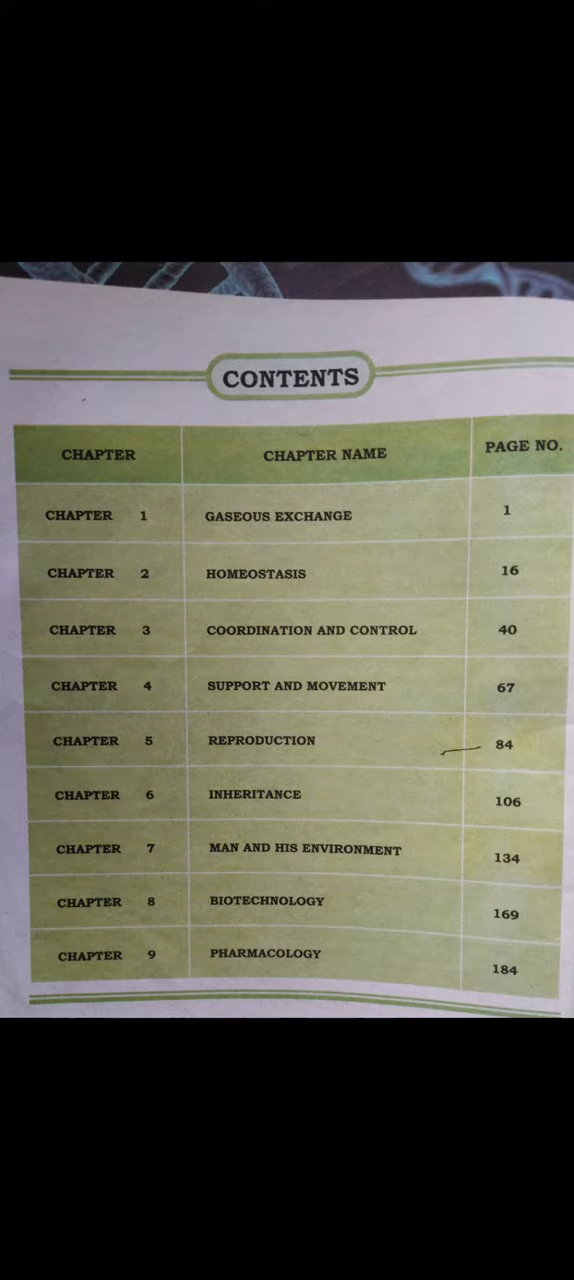 CONTENTS
CHAPTER CHAPTER NAME PAGE NO.
CHAPTER 1 GASEOUS EXCHANGE 1
CHAPTER 2 HOMEOSTASIS 16
CHAPTER 3 COORDINATION AND CONTROL 40
CHAPTER 4 SUPPORT AND MOVEMENT 67
CHAPTER 5 REPRODUCTION 84
CHAPTER 6 INHERITANCE 106
CHAPTER 7 MAN AND HIS ENVIRONMENT 134
CHAPTER 8 BIOTECHNOLOGY 169
CHAPTER 9 PHARMACOLOGY 184